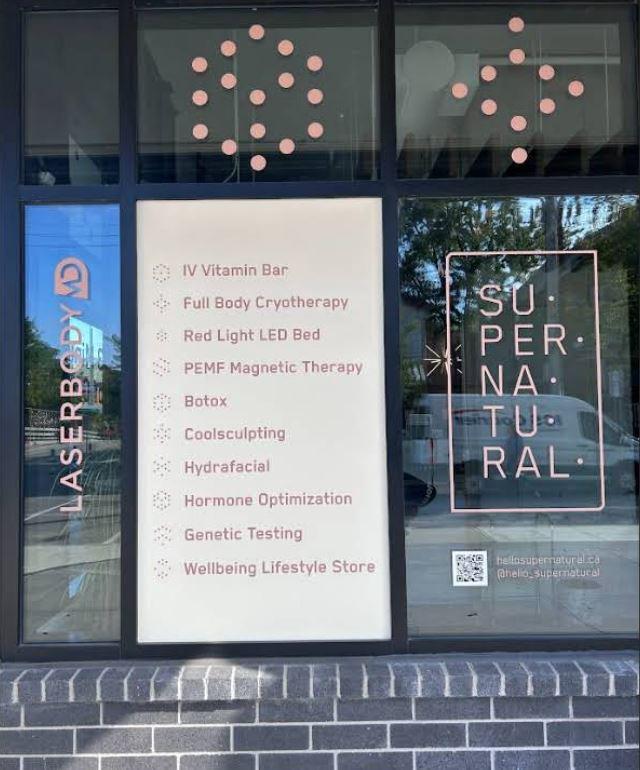 LASERBODY MD
IV Vitamin Bar
Full Body Cryotherapy
Red Light LED Bed
PEMF Magnetic Therapy
Botox
Coolsculpting
Hydrafacial
Hormone Optimization
Genetic Testing
Wellbeing Lifestyle Store
SU·
PER·
NA·
TU·
RAL·
hellosupernatural.ca
@hello_supernatural